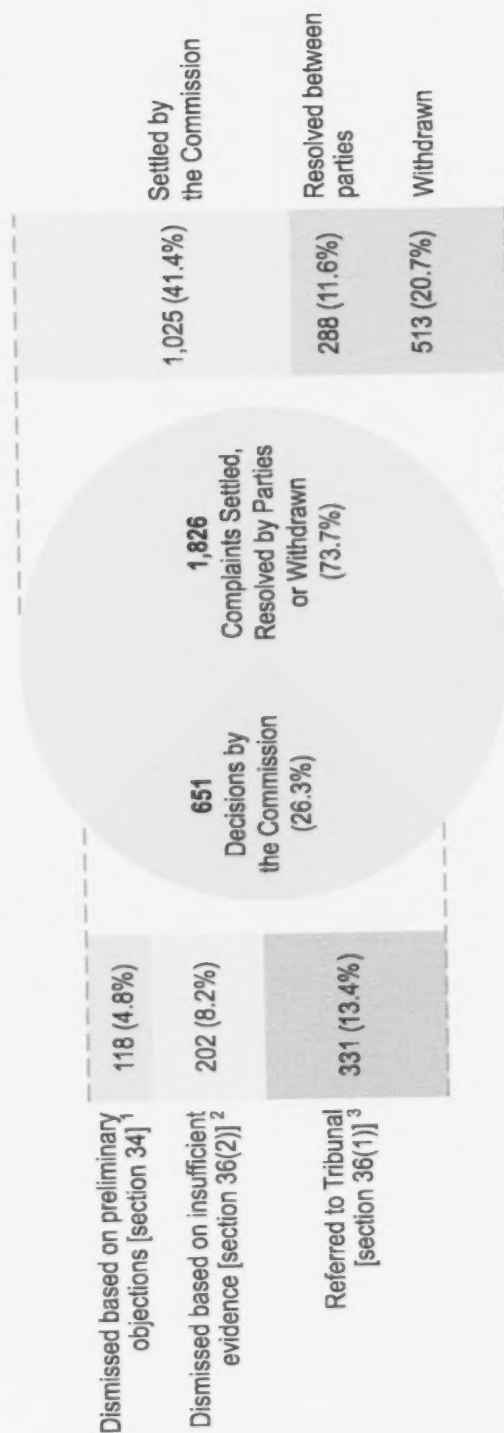 Dismissed based on preliminary
objections [section 34]1
118 (4.8%)
Dismissed based on insufficient
evidence [section 36(2)]2
202 (8.2%)
Referred to Tribunal
[section 36(1)]3
331 (13.4%)
651
Decisions by
the Commission
(26.3%)
1,826
Complaints Settled,
Resolved by Parties
or Withdrawn
(73.7%)
1,025 (41.4%)
Settled by
the Commission
288 (11.6%)
Resolved between
parties
513 (20.7%)
Withdrawn